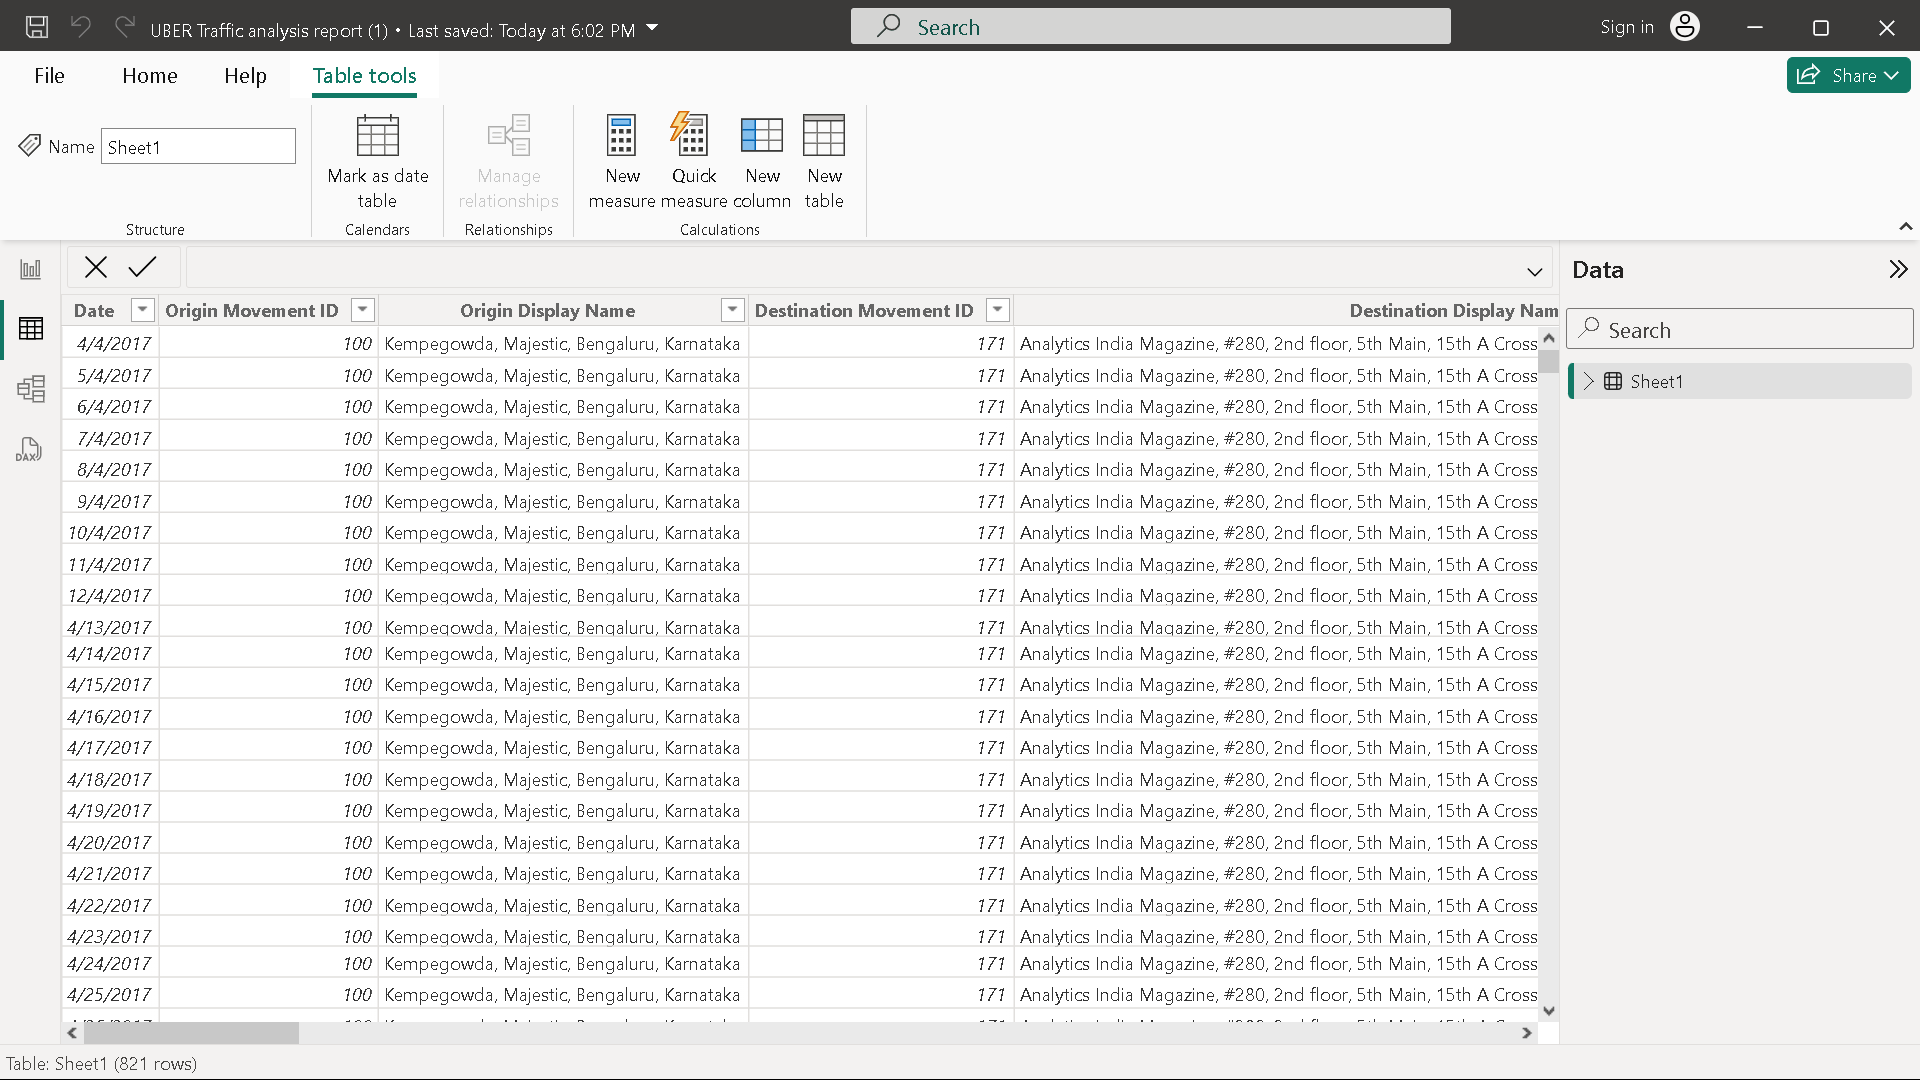 UBER Traffic analysis report (1) • Last saved: Today at 6:02 PM
Search
Sign in
File Home Help Table tools
Share
Name Sheet1
Mark as date table
Manage relationships
New measure
Quick measure
New column
New table
Structure Calendars Relationships Calculations
Data
Search
Sheet1
DAX
Date Origin Movement ID Origin Display Name Destination Movement ID Destination Display Nam
4/4/2017 100 Kempegowda, Majestic, Bengaluru, Karnataka 171 Analytics India Magazine, #280, 2nd floor, 5th Main, 15th A Cross
5/4/2017 100 Kempegowda, Majestic, Bengaluru, Karnataka 171 Analytics India Magazine, #280, 2nd floor, 5th Main, 15th A Cross
6/4/2017 100 Kempegowda, Majestic, Bengaluru, Karnataka 171 Analytics India Magazine, #280, 2nd floor, 5th Main, 15th A Cross
7/4/2017 100 Kempegowda, Majestic, Bengaluru, Karnataka 171 Analytics India Magazine, #280, 2nd floor, 5th Main, 15th A Cross
8/4/2017 100 Kempegowda, Majestic, Bengaluru, Karnataka 171 Analytics India Magazine, #280, 2nd floor, 5th Main, 15th A Cross
9/4/2017 100 Kempegowda, Majestic, Bengaluru, Karnataka 171 Analytics India Magazine, #280, 2nd floor, 5th Main, 15th A Cross
10/4/2017 100 Kempegowda, Majestic, Bengaluru, Karnataka 171 Analytics India Magazine, #280, 2nd floor, 5th Main, 15th A Cross
11/4/2017 100 Kempegowda, Majestic, Bengaluru, Karnataka 171 Analytics India Magazine, #280, 2nd floor, 5th Main, 15th A Cross
12/4/2017 100 Kempegowda, Majestic, Bengaluru, Karnataka 171 Analytics India Magazine, #280, 2nd floor, 5th Main, 15th A Cross
4/13/2017 100 Kempegowda, Majestic, Bengaluru, Karnataka 171 Analytics India Magazine, #280, 2nd floor, 5th Main, 15th A Cross
4/14/2017 100 Kempegowda, Majestic, Bengaluru, Karnataka 171 Analytics India Magazine, #280, 2nd floor, 5th Main, 15th A Cross
4/15/2017 100 Kempegowda, Majestic, Bengaluru, Karnataka 171 Analytics India Magazine, #280, 2nd floor, 5th Main, 15th A Cross
4/16/2017 100 Kempegowda, Majestic, Bengaluru, Karnataka 171 Analytics India Magazine, #280, 2nd floor, 5th Main, 15th A Cross
4/17/2017 100 Kempegowda, Majestic, Bengaluru, Karnataka 171 Analytics India Magazine, #280, 2nd floor, 5th Main, 15th A Cross
4/18/2017 100 Kempegowda, Majestic, Bengaluru, Karnataka 171 Analytics India Magazine, #280, 2nd floor, 5th Main, 15th A Cross
4/19/2017 100 Kempegowda, Majestic, Bengaluru, Karnataka 171 Analytics India Magazine, #280, 2nd floor, 5th Main, 15th A Cross
4/20/2017 100 Kempegowda, Majestic, Bengaluru, Karnataka 171 Analytics India Magazine, #280, 2nd floor, 5th Main, 15th A Cross
4/21/2017 100 Kempegowda, Majestic, Bengaluru, Karnataka 171 Analytics India Magazine, #280, 2nd floor, 5th Main, 15th A Cross
4/22/2017 100 Kempegowda, Majestic, Bengaluru, Karnataka 171 Analytics India Magazine, #280, 2nd floor, 5th Main, 15th A Cross
4/23/2017 100 Kempegowda, Majestic, Bengaluru, Karnataka 171 Analytics India Magazine, #280, 2nd floor, 5th Main, 15th A Cross
4/24/2017 100 Kempegowda, Majestic, Bengaluru, Karnataka 171 Analytics India Magazine, #280, 2nd floor, 5th Main, 15th A Cross
4/25/2017 100 Kempegowda, Majestic, Bengaluru, Karnataka 171 Analytics India Magazine, #280, 2nd floor, 5th Main, 15th A Cross
Table: Sheet1 (821 rows)